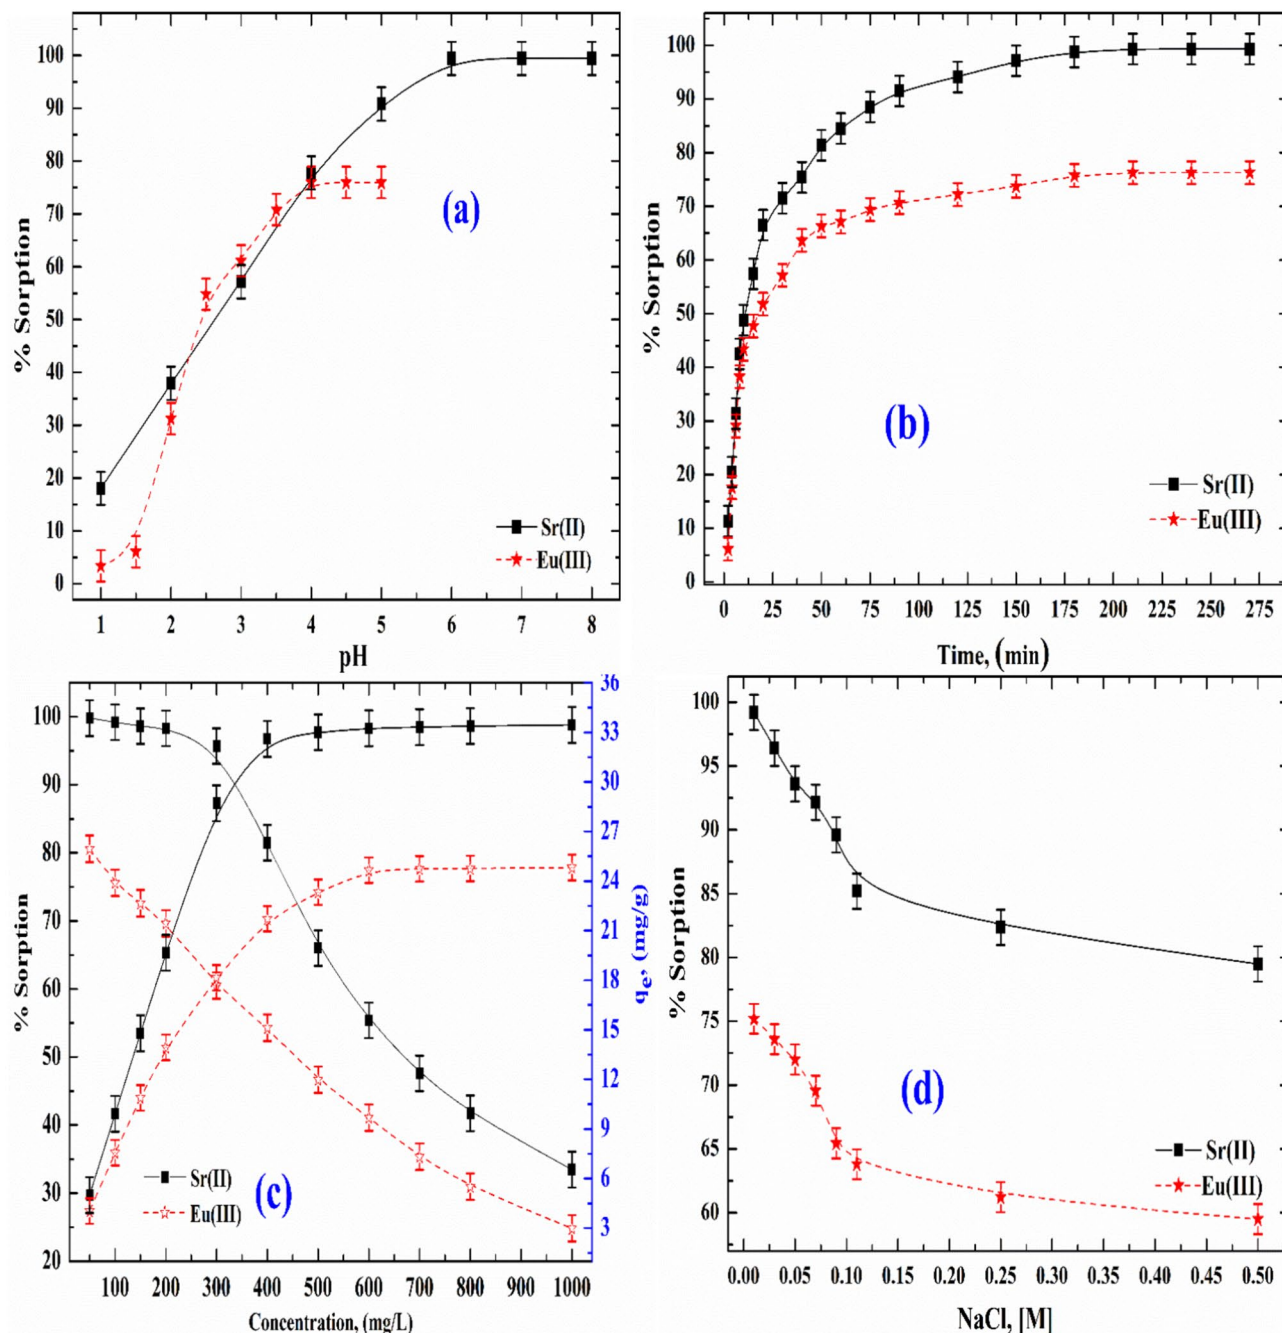 100
90
80
70
60
50
40
30
20
10
0
% Sorption
(a)
Sr(II)
Eu(III)
1 2 3 4 5 6 7 8
pH
100
90
80
70
60
50
40
30
20
10
0
% Sorption
(b)
Sr(II)
Eu(III)
0 25 50 75 100 125 150 175 200 225 250 275
Time, (min)
100
90
80
70
60
50
40
30
20
% Sorption
36
33
30
27
24
21
18
15
12
9
6
3
qe, (mg/g)
Sr(II)
Eu(III)
(c)
100 200 300 400 500 600 700 800 900 1000
Concentration, (mg/L)
100
95
90
85
80
75
70
65
60
% Sorption
(d)
Sr(II)
Eu(III)
0.00 0.05 0.10 0.15 0.20 0.25 0.30 0.35 0.40 0.45 0.50
NaCl, [M]